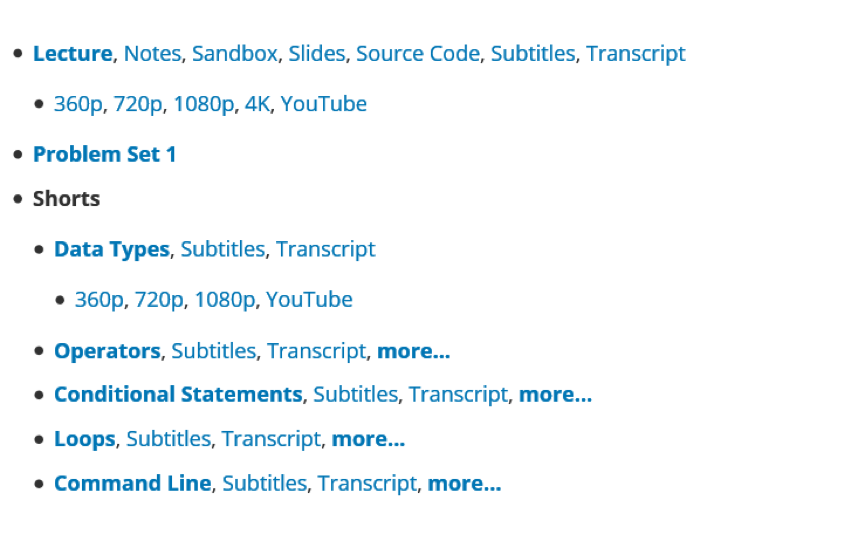 Lecture, Notes, Sandbox, Slides, Source Code, Subtitles, Transcript
360p, 720p, 1080p, 4K, YouTube
Problem Set 1
Shorts
Data Types, Subtitles, Transcript
360p, 720p, 1080p, YouTube
Operators, Subtitles, Transcript, more...
Conditional Statements, Subtitles, Transcript, more...
Loops, Subtitles, Transcript, more...
Command Line, Subtitles, Transcript, more...